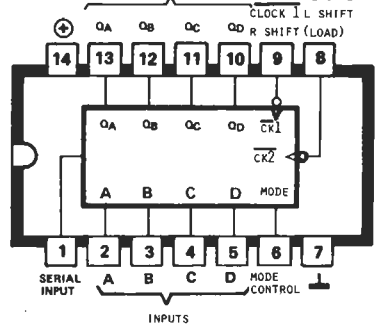 QA QB QC QD CLOCK 1 L SHIFT
R SHIFT (LOAD)
14 13 12 11 10 9 8
QA QB QC QD CK1
CK2
A B C D MODE
1 2 3 4 5 6 7
SERIAL INPUT A B C D MODE CONTROL
INPUTS